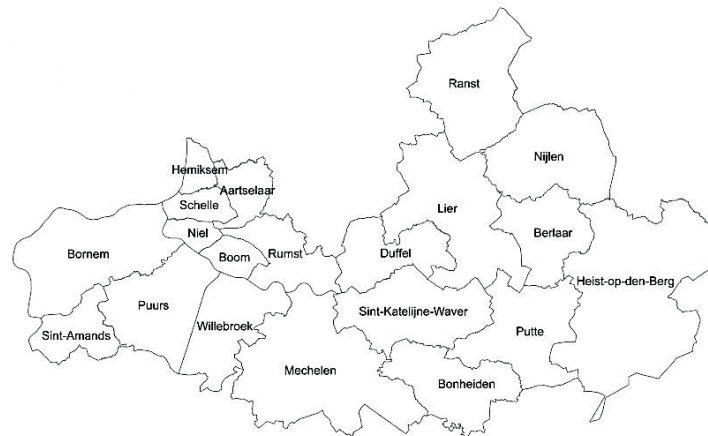 Ranst
Nijlen
Hemiksem
Aartselaar
Schelle
Lier
Niel
Berlaar
Bornem
Boom
Rumst
Duffel
Heist-op-den-Berg
Puurs
Sint-Katelijne-Waver
Sint-Amands
Willebroek
Putte
Mechelen
Bonheiden